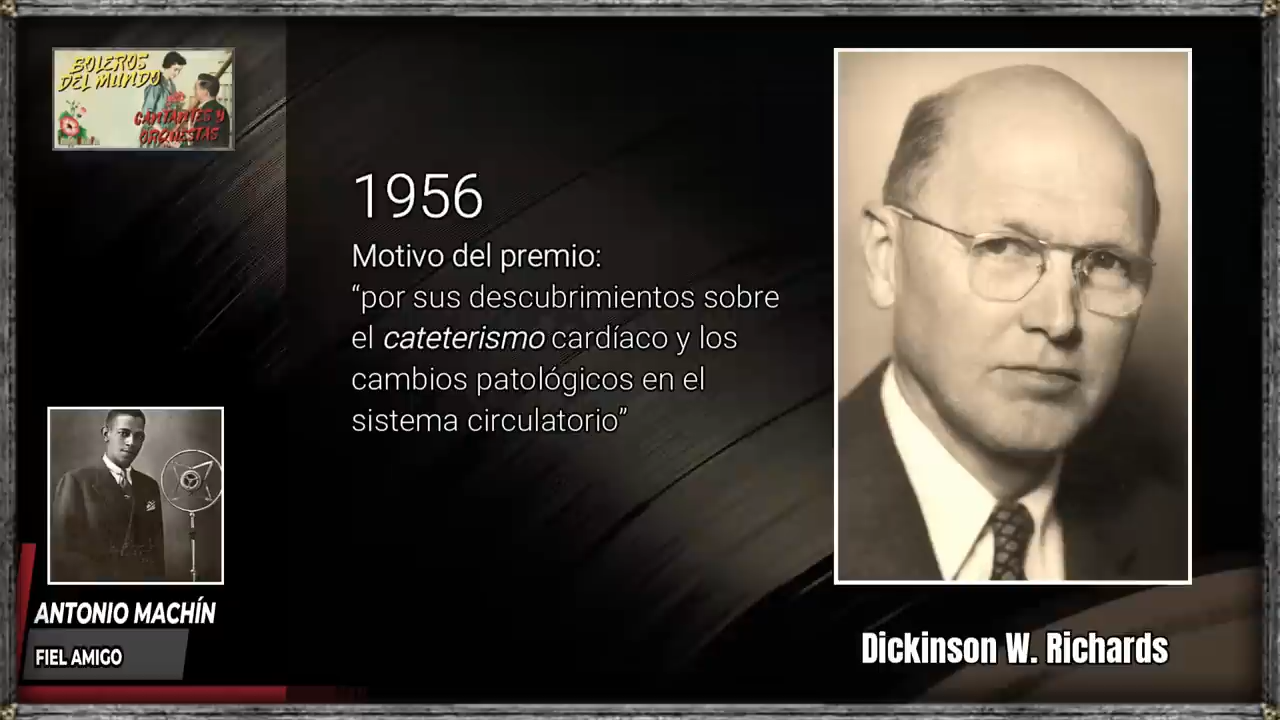 BOLEROS
DEL MUNDO
CANTANTES Y
ORQUESTAS
1956
Motivo del premio:
“por sus descubrimientos sobre
el cateterismo cardíaco y los
cambios patológicos en el
sistema circulatorio”
ANTONIO MACHÍN
FIEL AMIGO
Dickinson W. Richards